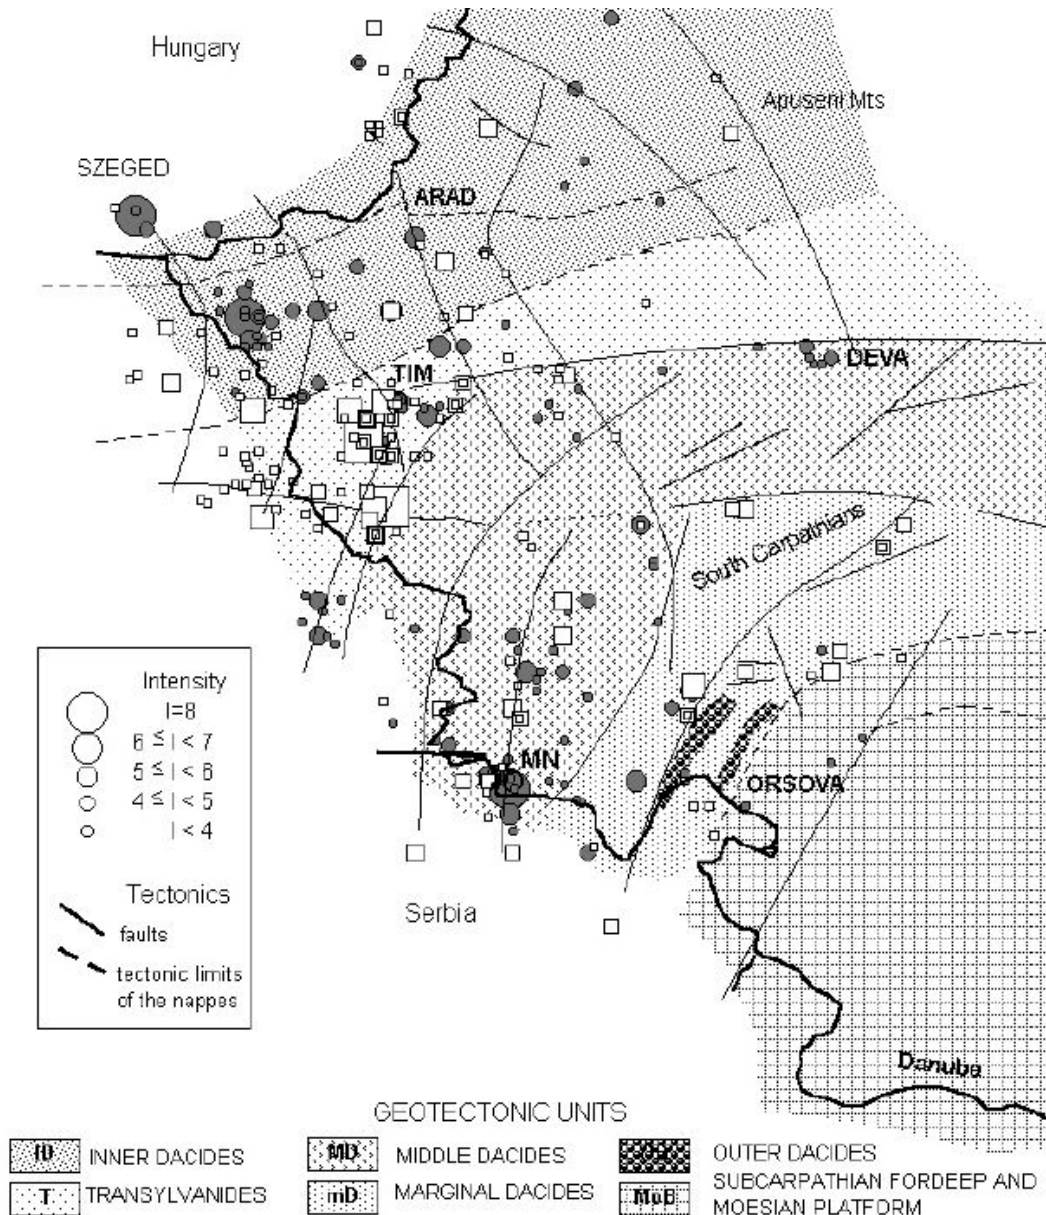 Hungary
Apuseni Mts
SZEGED
ARAD
DEVA
TIM
South Carpathians
MN
ORSOVA
Serbia
Danube
Intensity
I=8
6 ≤ I < 7
5 ≤ I < 6
4 ≤ I < 5
I < 4
Tectonics
faults
tectonic limits
of the nappes
GEOTECTONIC UNITS
ID INNER DACIDES
MD MIDDLE DACIDES
OUTER DACIDES
T TRANSYLVANIDES
mD MARGINAL DACIDES
SUBCARPATHIAN FORDEEP AND
MOESIAN PLATFORM